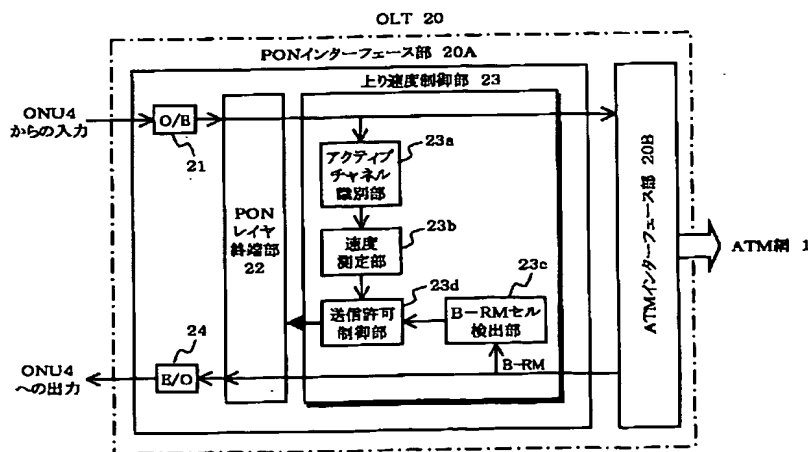 OLT 20
PONインターフェース部 20A
上り速度制御部 23
ONU4
からの入力
O/E
21
23a
アクティブ
チャネル
識別部
PON
レイヤ
終端部
22
23b
速度
測定部
23c
23d
送信許可
制御部
B-RMセル
検出部
B-RM
24
E/O
ONU4
への出力
ATMインターフェース部 20B
ATM網 1